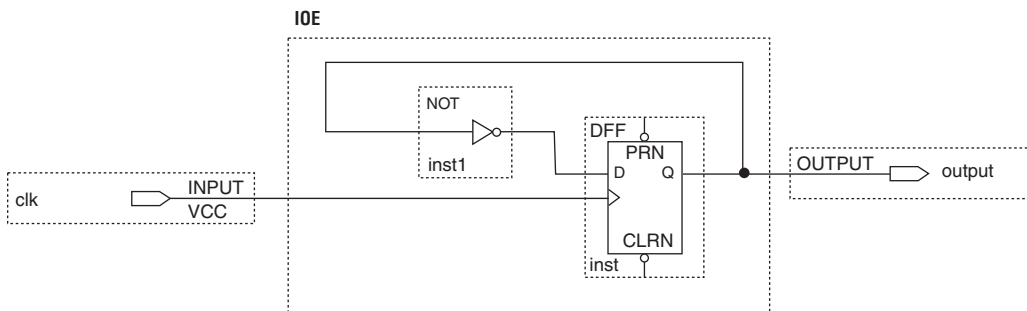 IOE
NOT
inst1
DFF
PRN
D
Q
CLRN
inst
clk
INPUT
VCC
OUTPUT
output